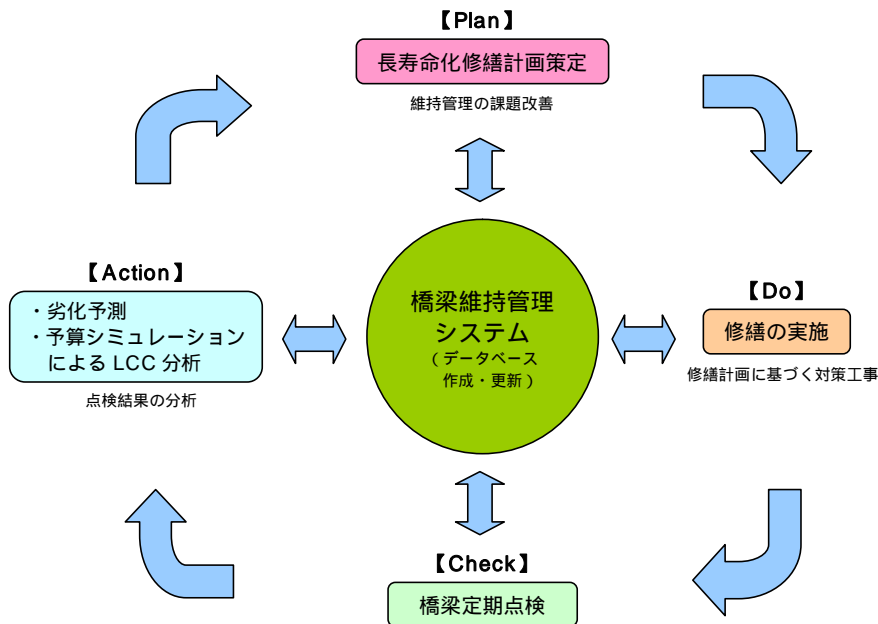 【Plan】
長寿命化修繕計画策定
維持管理の課題改善
【Action】
・劣化予測
・予算シミュレーション
による LCC 分析
点検結果の分析
橋梁維持管理
システム
(データベース
作成・更新)
【Do】
修繕の実施
修繕計画に基づく対策工事
【Check】
橋梁定期点検